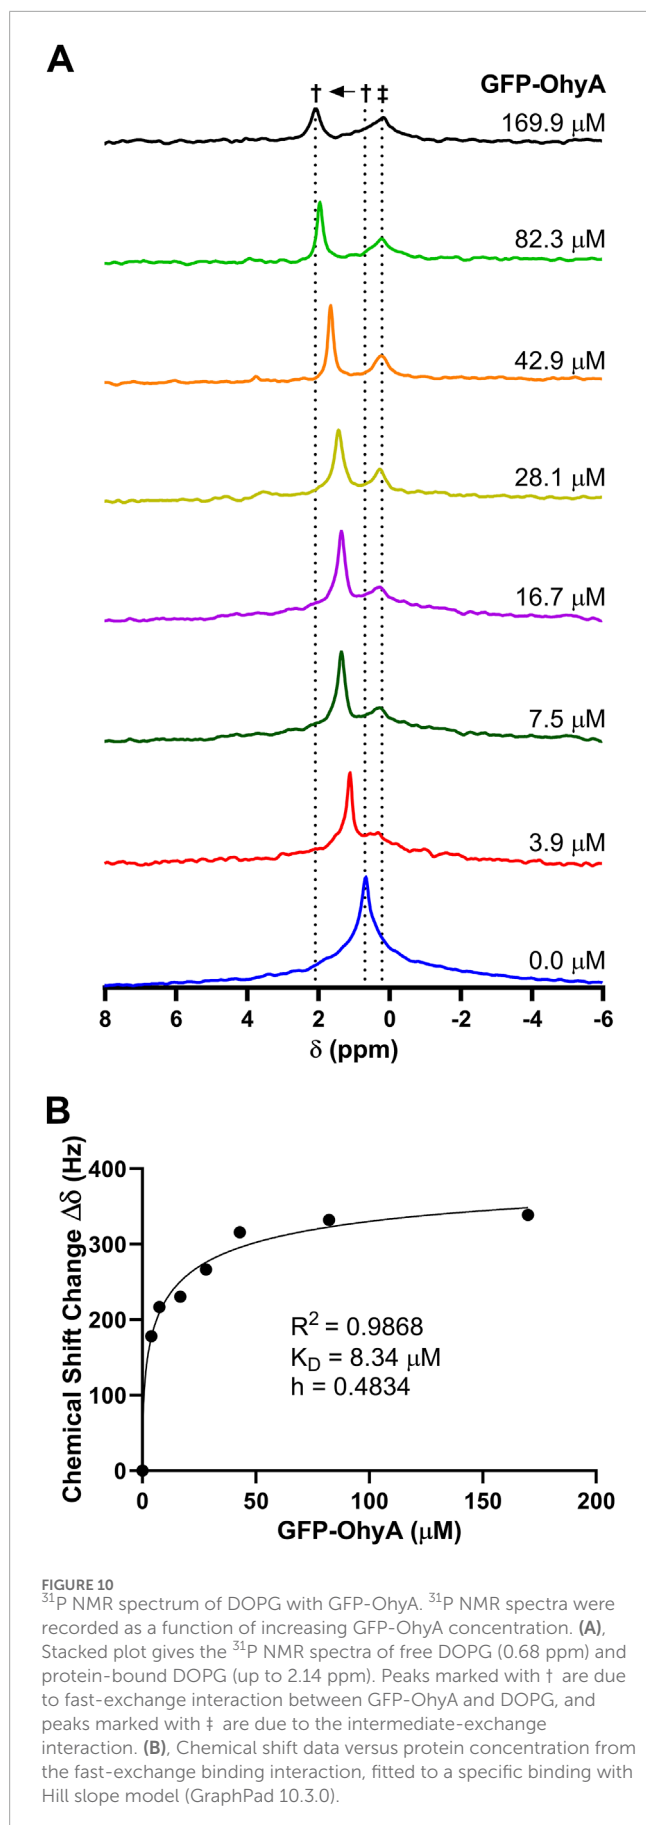 A
† ← † ‡ GFP-OhyA
169.9 μM
82.3 μM
42.9 μM
28.1 μM
16.7 μM
7.5 μM
3.9 μM
0.0 μM
8 6 4 2 0 -2 -4 -6
δ (ppm)
B
Chemical Shift Change Δδ (Hz)
400
300
200
100
0
R² = 0.9868
K_D = 8.34 μM
h = 0.4834
0 50 100 150 200
GFP-OhyA (μM)
FIGURE 10
³¹P NMR spectrum of DOPG with GFP-OhyA. ³¹P NMR spectra were
recorded as a function of increasing GFP-OhyA concentration. (A),
Stacked plot gives the ³¹P NMR spectra of free DOPG (0.68 ppm) and
protein-bound DOPG (up to 2.14 ppm). Peaks marked with † are due
to fast-exchange interaction between GFP-OhyA and DOPG, and
peaks marked with ‡ are due to the intermediate-exchange
interaction. (B), Chemical shift data versus protein concentration from
the fast-exchange binding interaction, fitted to a specific binding with
Hill slope model (GraphPad 10.3.0).